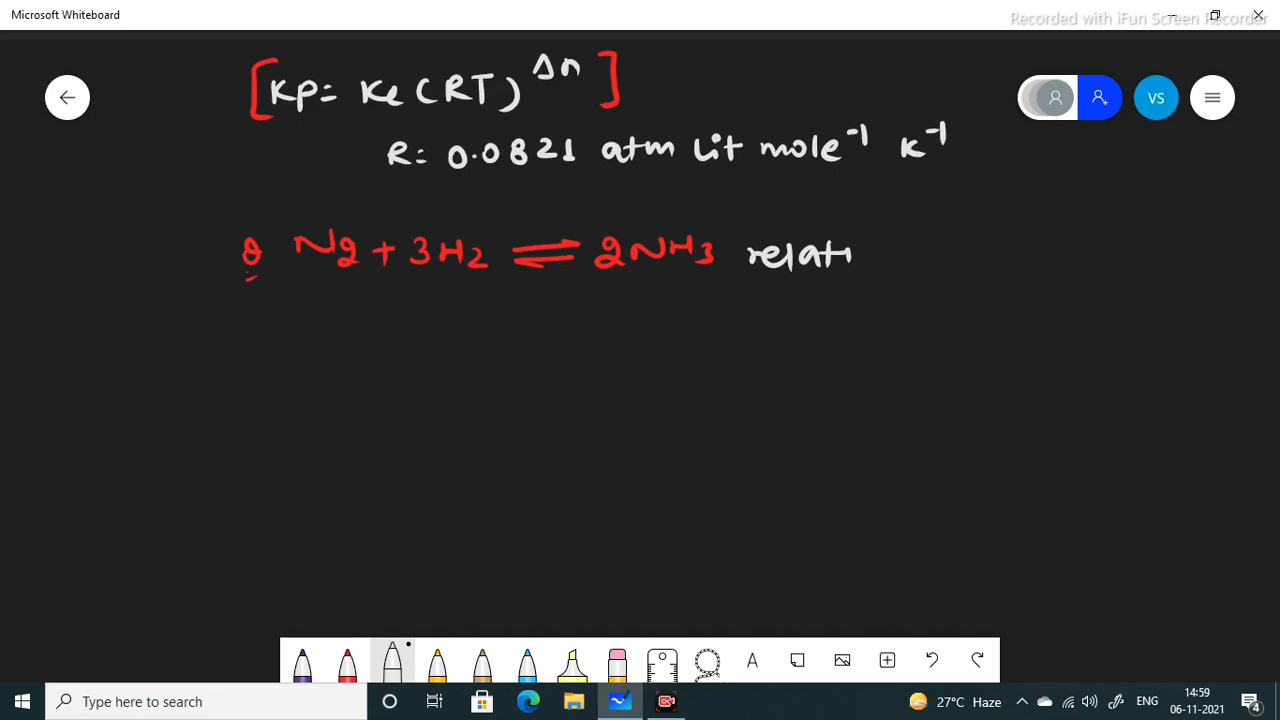 Microsoft Whiteboard
Recorded with iFun Screen Recorder
[KP = Kc (RT)^Δn]
VS
R = 0.0821 atm Lit mole⁻¹ K⁻¹
Q N2 + 3H2 ⇌ 2NH3 relati
A
Type here to search
27°C Haze
ENG
14:59
06-11-2021
4